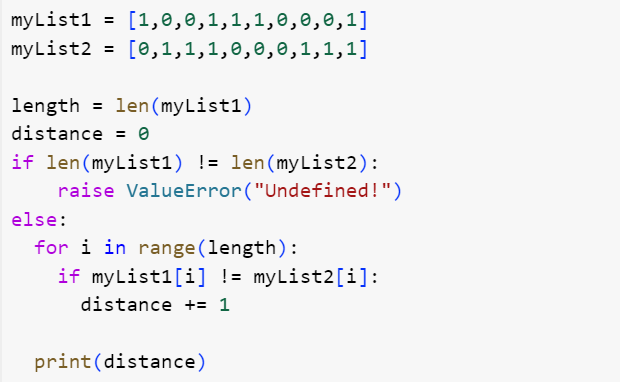 myList1 = [1,0,0,1,1,1,0,0,0,1]
myList2 = [0,1,1,1,0,0,0,1,1,1]
length = len(myList1)
distance = 0
if len(myList1) != len(myList2):
    raise ValueError("Undefined!")
else:
  for i in range(length):
    if myList1[i] != myList2[i]:
      distance += 1
  print(distance)